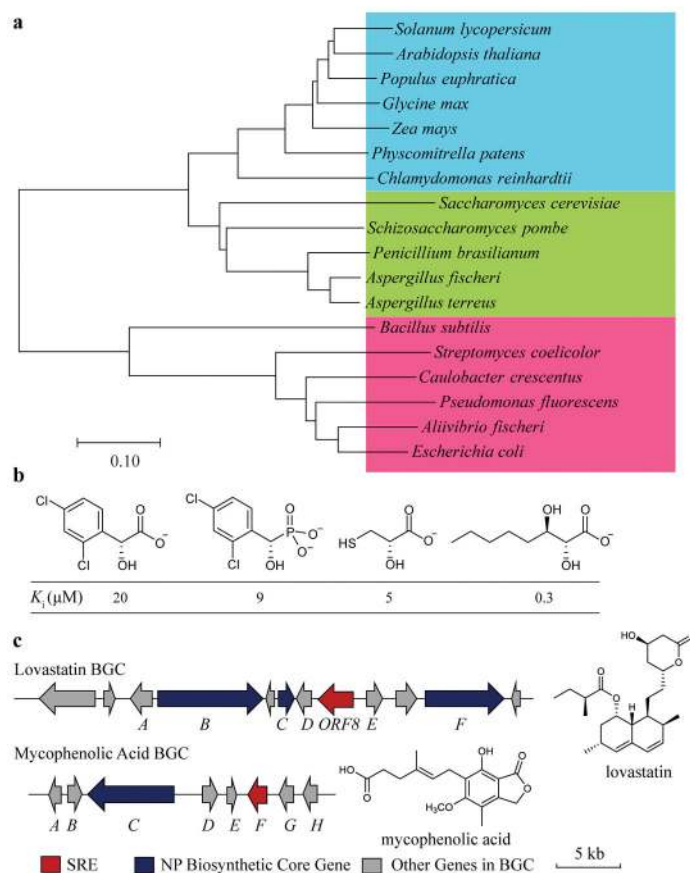 a
Solanum lycopersicum
Arabidopsis thaliana
Populus euphratica
Glycine max
Zea mays
Physcomitrella patens
Chlamydomonas reinhardtii
Saccharomyces cerevisiae
Schizosaccharomyces pombe
Penicillium brasilianum
Aspergillus fischeri
Aspergillus terreus
Bacillus subtilis
Streptomyces coelicolor
Caulobacter crescentus
Pseudomonas fluorescens
Aliivibrio fischeri
Escherichia coli
0.10
b
Cl Cl O O⁻ OH
Cl Cl O P O⁻ O⁻ OH
HS O O⁻ OH
OH O O⁻ OH
Ki (μM) 20 9 5 0.3
c
Lovastatin BGC
A B C D ORF8 E F
HO O O O H
lovastatin
Mycophenolic Acid BGC
A B C D E F G H
HO O OH O O H₃CO
mycophenolic acid
SRE NP Biosynthetic Core Gene Other Genes in BGC 5 kb